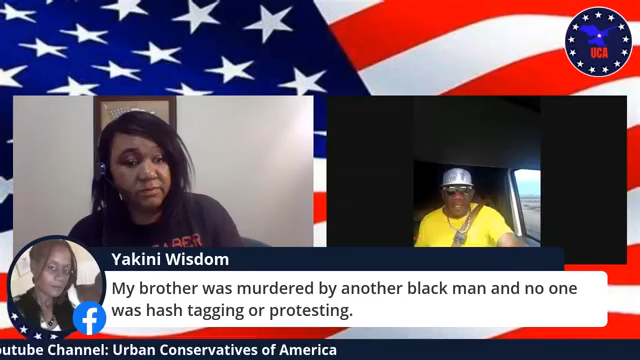 UCA
Yakini Wisdom
My brother was murdered by another black man and no one
was hash tagging or protesting.
outube Channel: Urban Conservatives of America